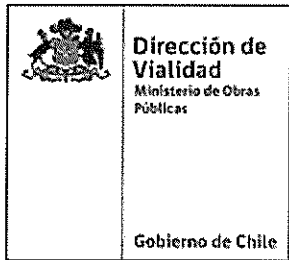 Dirección de
Vialidad
Ministerio de Obras
Públicas
Gobierno de Chile